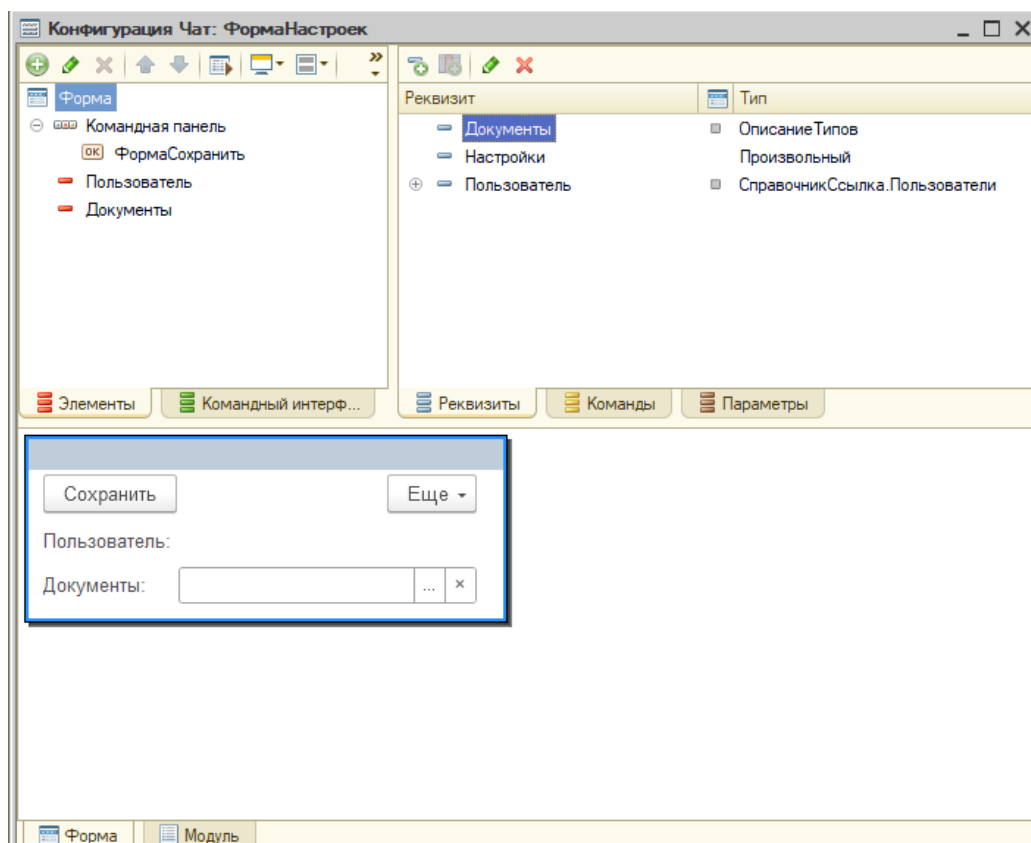 Конфигурация Чат: ФормаНастроек
Форма
Командная панель
OK ФормаСохранить
Пользователь
Документы
Элементы
Командный интерф...
Реквизит Тип
Документы ОписаниеТипов
Настройки Произвольный
Пользователь СправочникСсылка.Пользователи
Реквизиты
Команды
Параметры
Сохранить
Еще
Пользователь:
Документы: ...
Форма
Модуль